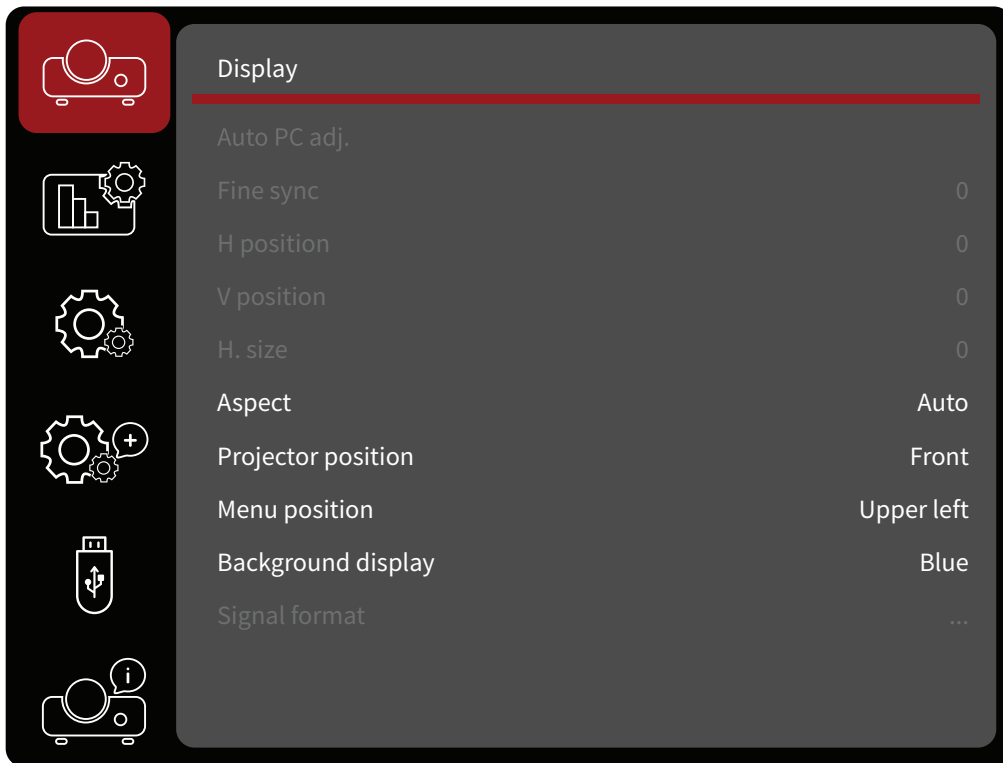 Display
Auto PC adj.
Fine sync 0
H position 0
V position 0
H. size 0
Aspect Auto
Projector position Front
Menu position Upper left
Background display Blue
Signal format ...